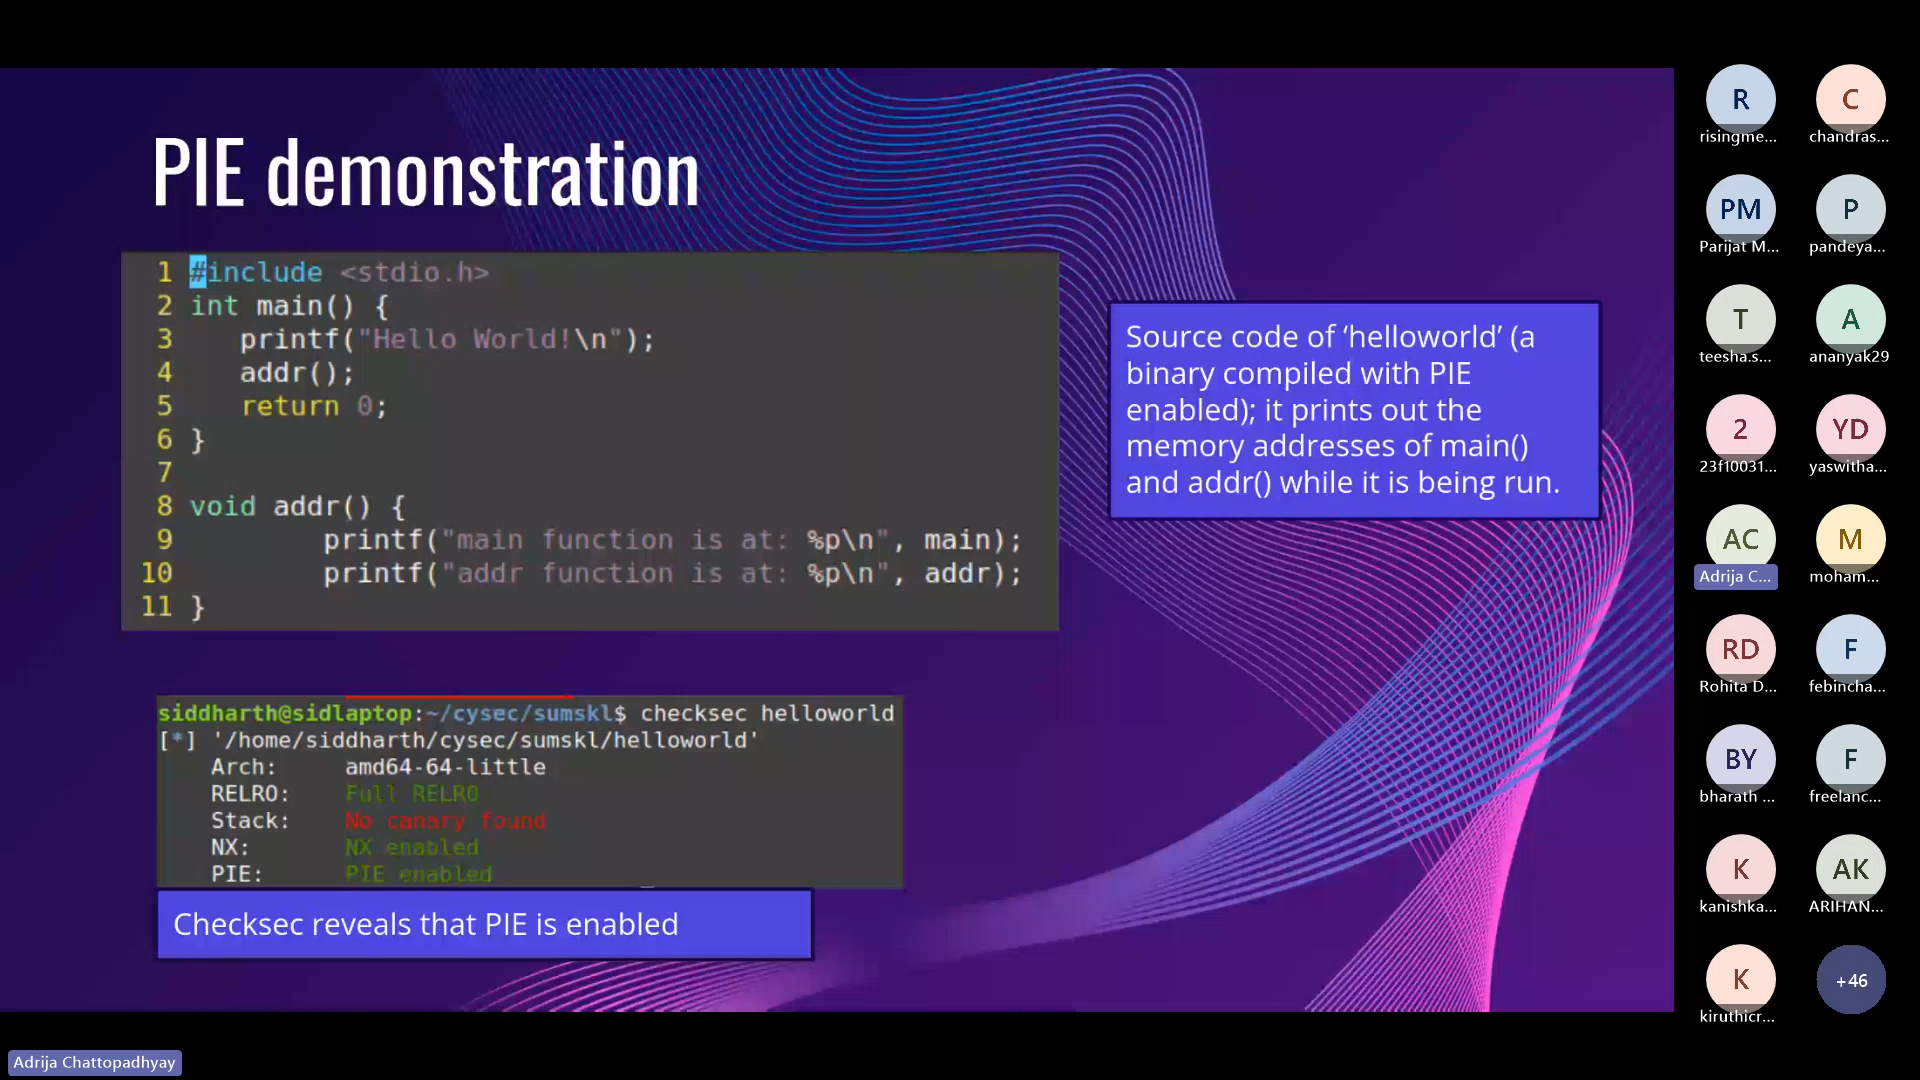 PIE demonstration
1 #include <stdio.h>
2 int main() {
3 printf("Hello World!\n");
4 addr();
5 return 0;
6 }
7
8 void addr() {
9 printf("main function is at: %p\n", main);
10 printf("addr function is at: %p\n", addr);
11 }
Source code of ‘helloworld’ (a
binary compiled with PIE
enabled); it prints out the
memory addresses of main()
and addr() while it is being run.
siddharth@sidlaptop:~/cysec/sumskl$ checksec helloworld
[*] '/home/siddharth/cysec/sumskl/helloworld'
Arch: amd64-64-little
RELRO: Full RELRO
Stack: No canary found
NX: NX enabled
PIE: PIE enabled
Checksec reveals that PIE is enabled
R C
risingme... chandras...
PM P
Parijat M... pandeya...
T A
teesha.s... ananyak29
2 YD
23f10031... yaswitha...
AC M
Adrija C... moham...
RD F
Rohita D... febincha...
BY F
bharath ... freelanc...
K AK
kanishka... ARIHAN...
K +46
kiruthicr...
Adrija Chattopadhyay